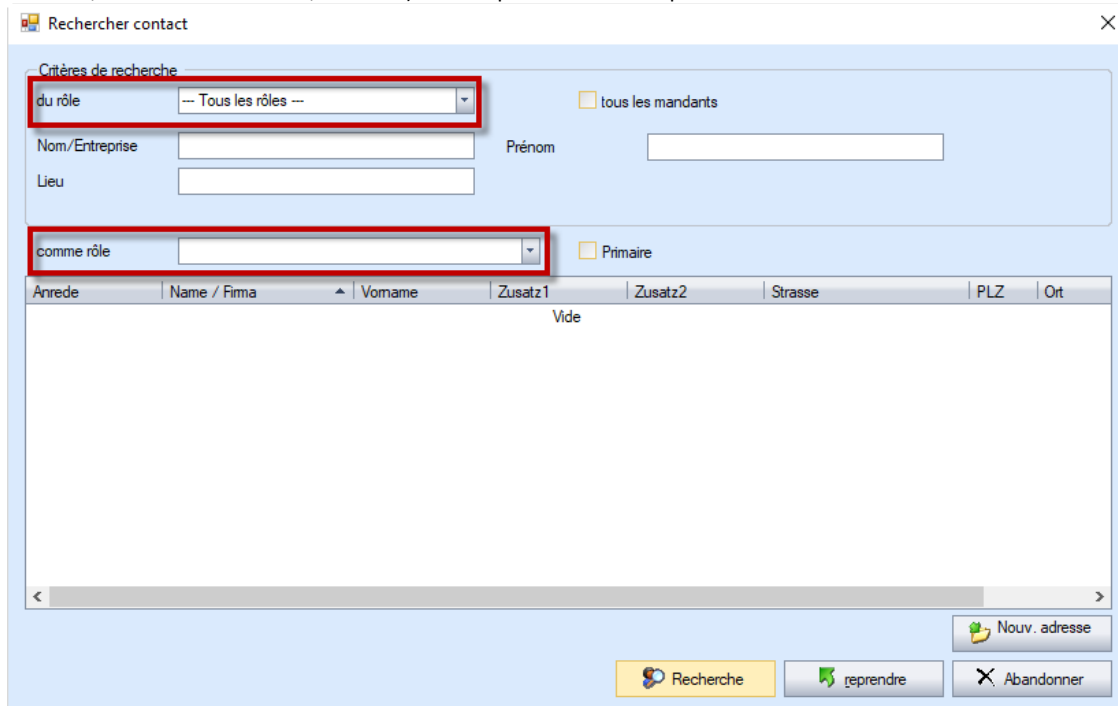 Rechercher contact
Critères de recherche
du rôle --- Tous les rôles --- tous les mandants
Nom/Entreprise Prénom
Lieu
comme rôle Primaire
Anrede Name / Firma Vorname Zusatz1 Zusatz2 Strasse PLZ Ort
Vide
Nouv. adresse
Recherche reprendre Abandonner